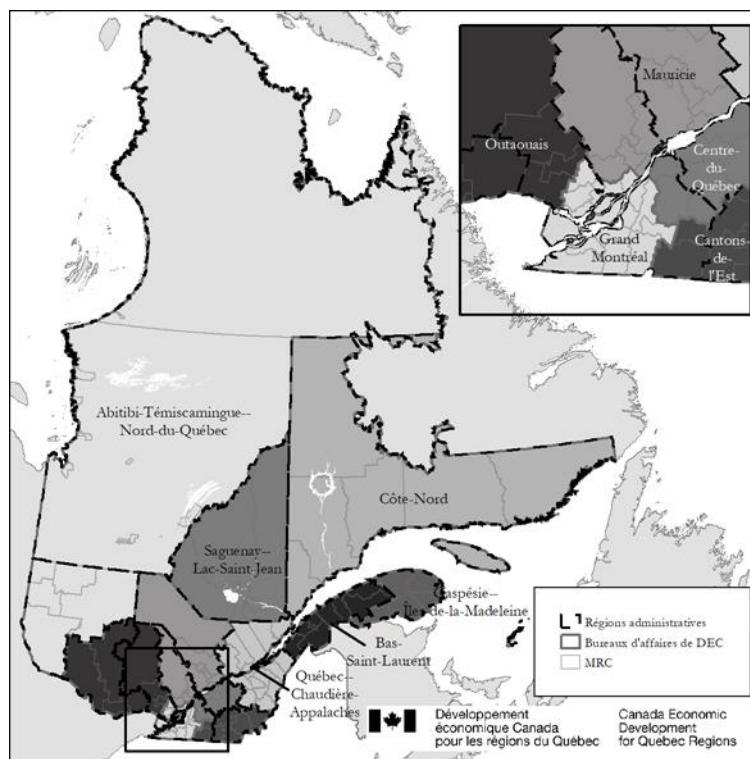 Mauricie
Outaouais
Centre-
du-
Québec
Grand
Montréal
Cantons-
de-
l'Est
Abitibi-Témiscamingue--
Nord-du-Québec
Côte-Nord
Saguenay--
Lac-Saint-Jean
Gaspésie--
Île-de-la-Madeleine
Bas-
Saint-Laurent
Québec--
Chaudière-
Appalaches
Régions administratives
Bureaux d'affaires de DEC
MRC
Développement
économique Canada
pour les régions du Québec
Canada Economic
Development
for Quebec Regions